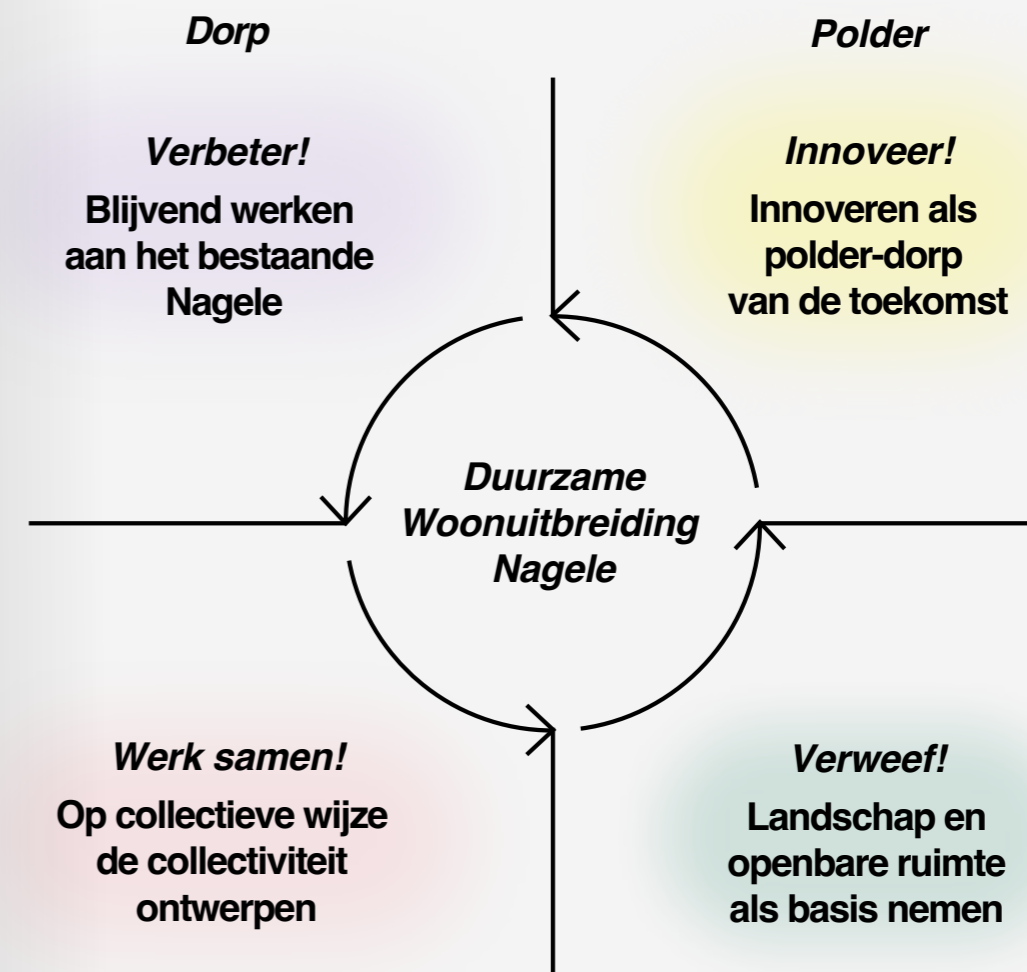 Dorp
Polder
Verbeter!
Blijvend werken
aan het bestaande
Nagele
Innoveer!
Innoveren als
polder-dorp
van de toekomst
Duurzame
Woonuitbreiding
Nagele
Werk samen!
Op collectieve wijze
de collectiviteit
ontwerpen
Verweef!
Landschap en
openbare ruimte
als basis nemen